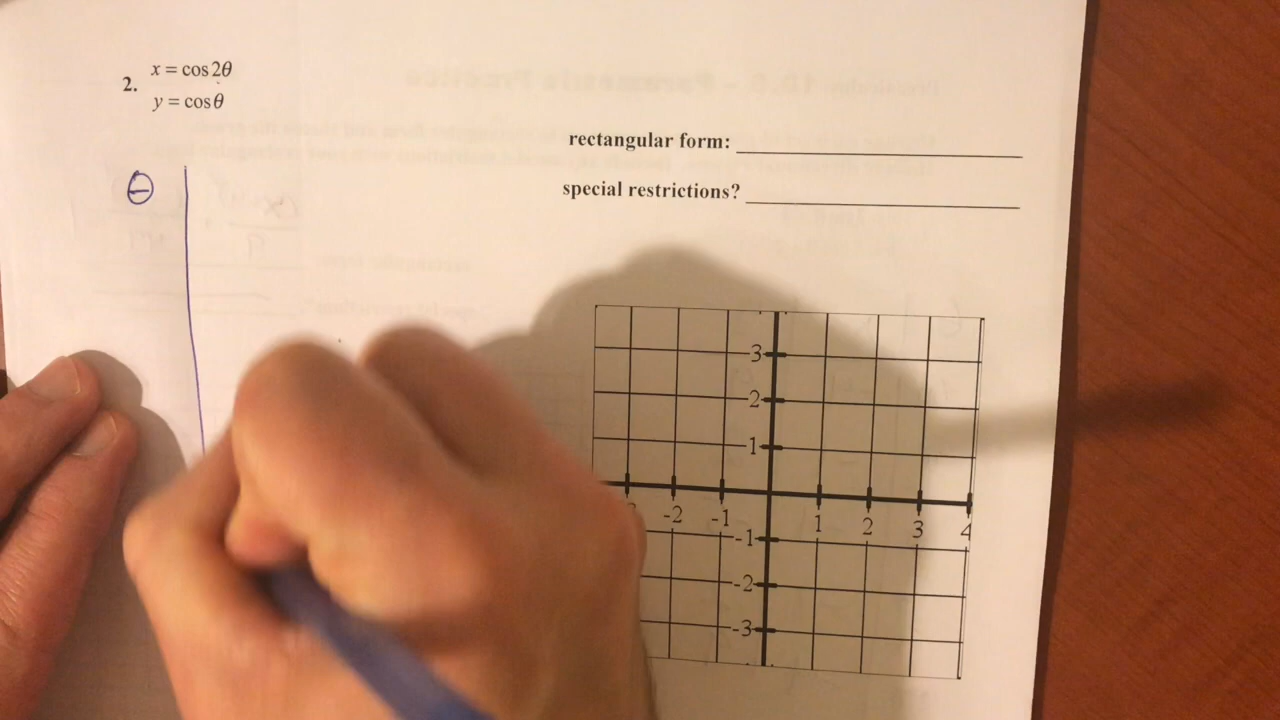 x = cos 2θ
2.
y = cos θ
rectangular form:
special restrictions?
θ
3
2
1
-2 -1 1 2 3 4
-1
-2
-3